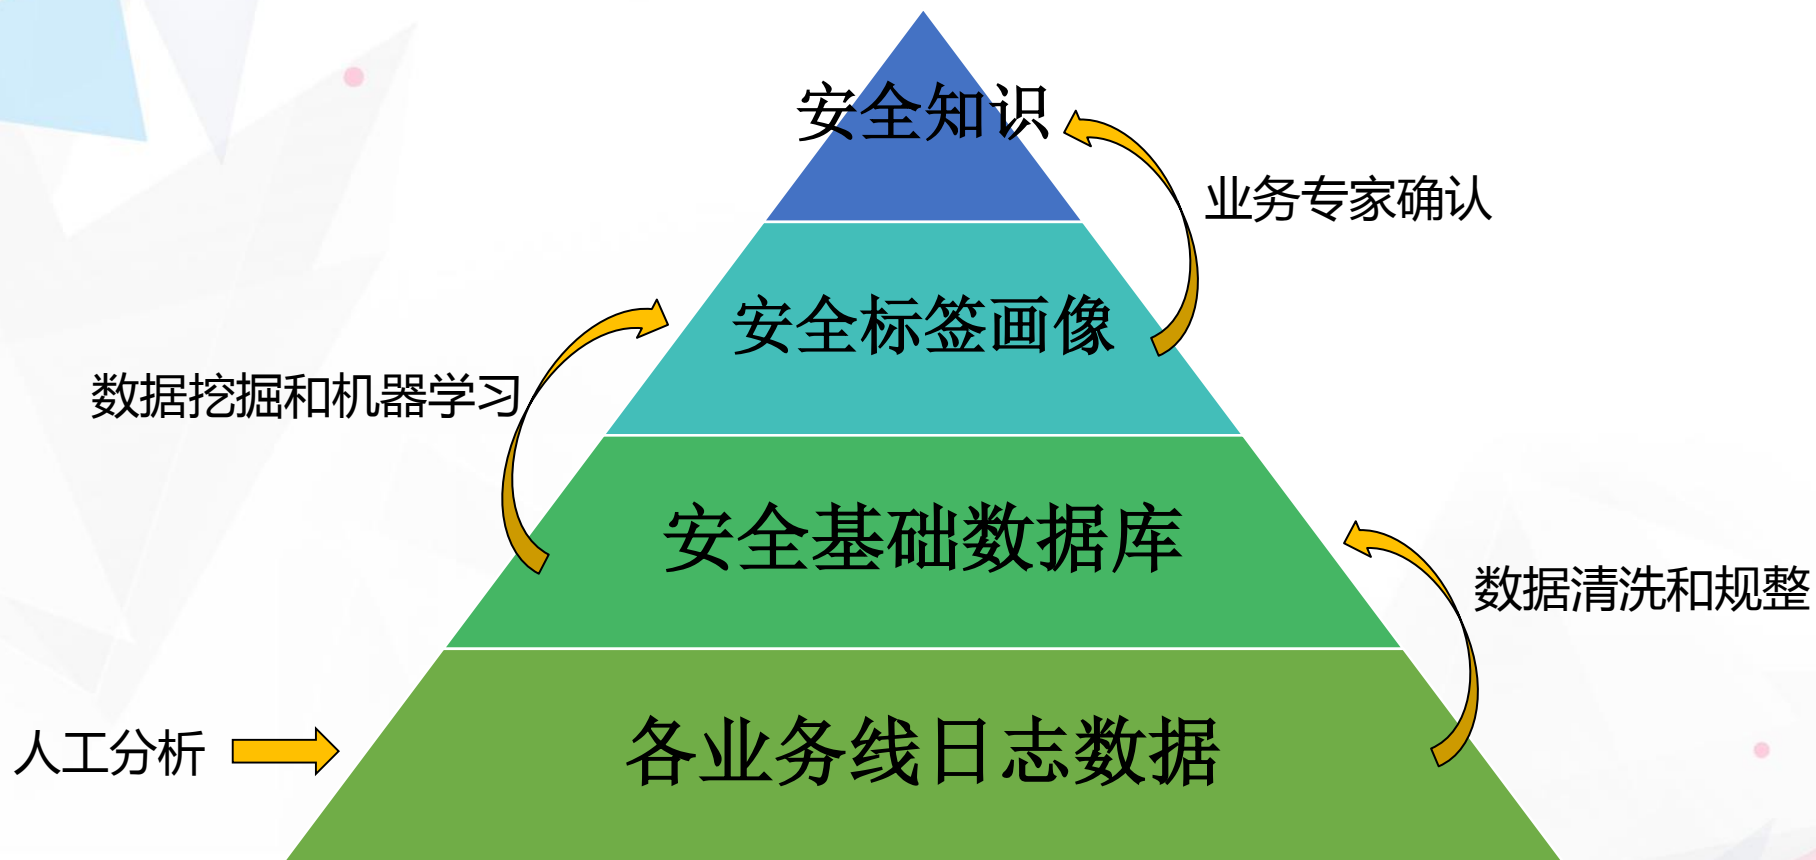 安全知识
业务专家确认
安全标签画像
数据挖掘和机器学习
安全基础数据库
数据清洗和规整
人工分析
各业务线日志数据